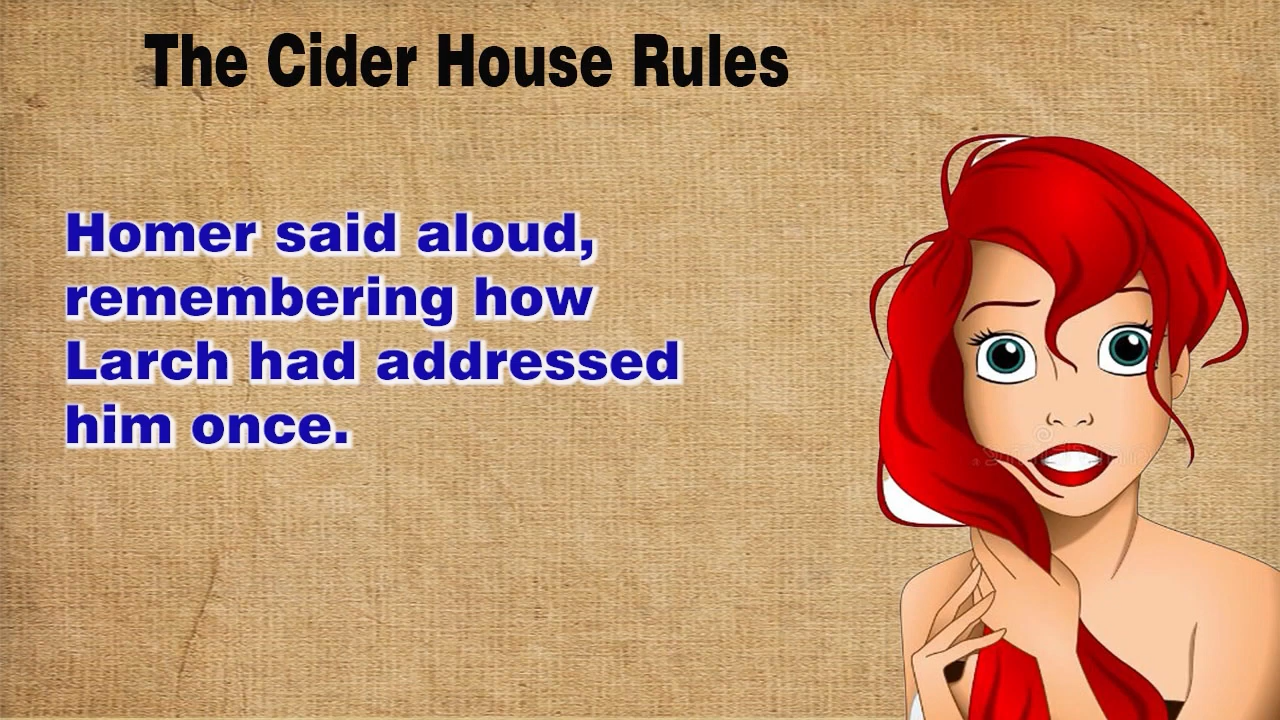 The Cider House Rules
Homer said aloud,
remembering how
Larch had addressed
him once.